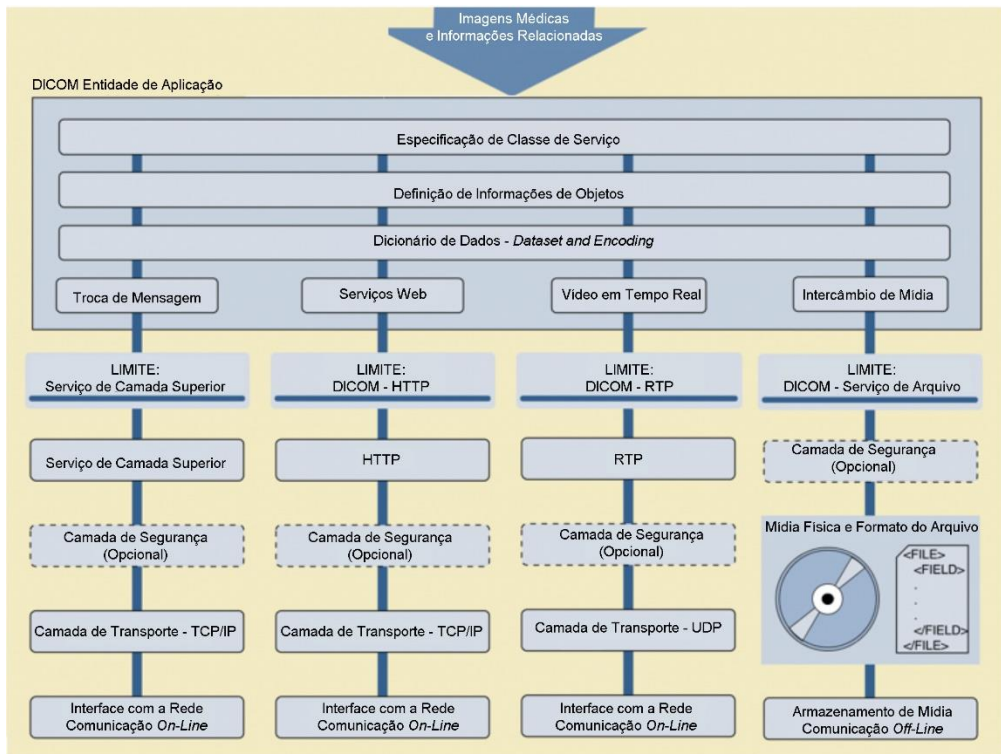 Imagens Médicas
e Informações Relacionadas
DICOM Entidade de Aplicação
Especificação de Classe de Serviço
Definição de Informações de Objetos
Dicionário de Dados - Dataset and Encoding
Troca de Mensagem
Serviços Web
Vídeo em Tempo Real
Intercâmbio de Mídia
LIMITE:
Serviço de Camada Superior
LIMITE:
DICOM - HTTP
LIMITE:
DICOM - RTP
LIMITE:
DICOM - Serviço de Arquivo
Serviço de Camada Superior
HTTP
RTP
Camada de Segurança
(Opcional)
Camada de Segurança
(Opcional)
Camada de Segurança
(Opcional)
Camada de Segurança
(Opcional)
Mídia Física e Formato do Arquivo
<FILE>
<FIELD>
.
.
.
</FIELD>
</FILE>
Camada de Transporte - TCP/IP
Camada de Transporte - TCP/IP
Camada de Transporte - UDP
Interface com a Rede
Comunicação On-Line
Interface com a Rede
Comunicação On-Line
Interface com a Rede
Comunicação On-Line
Armazenamento de Mídia
Comunicação Off-Line